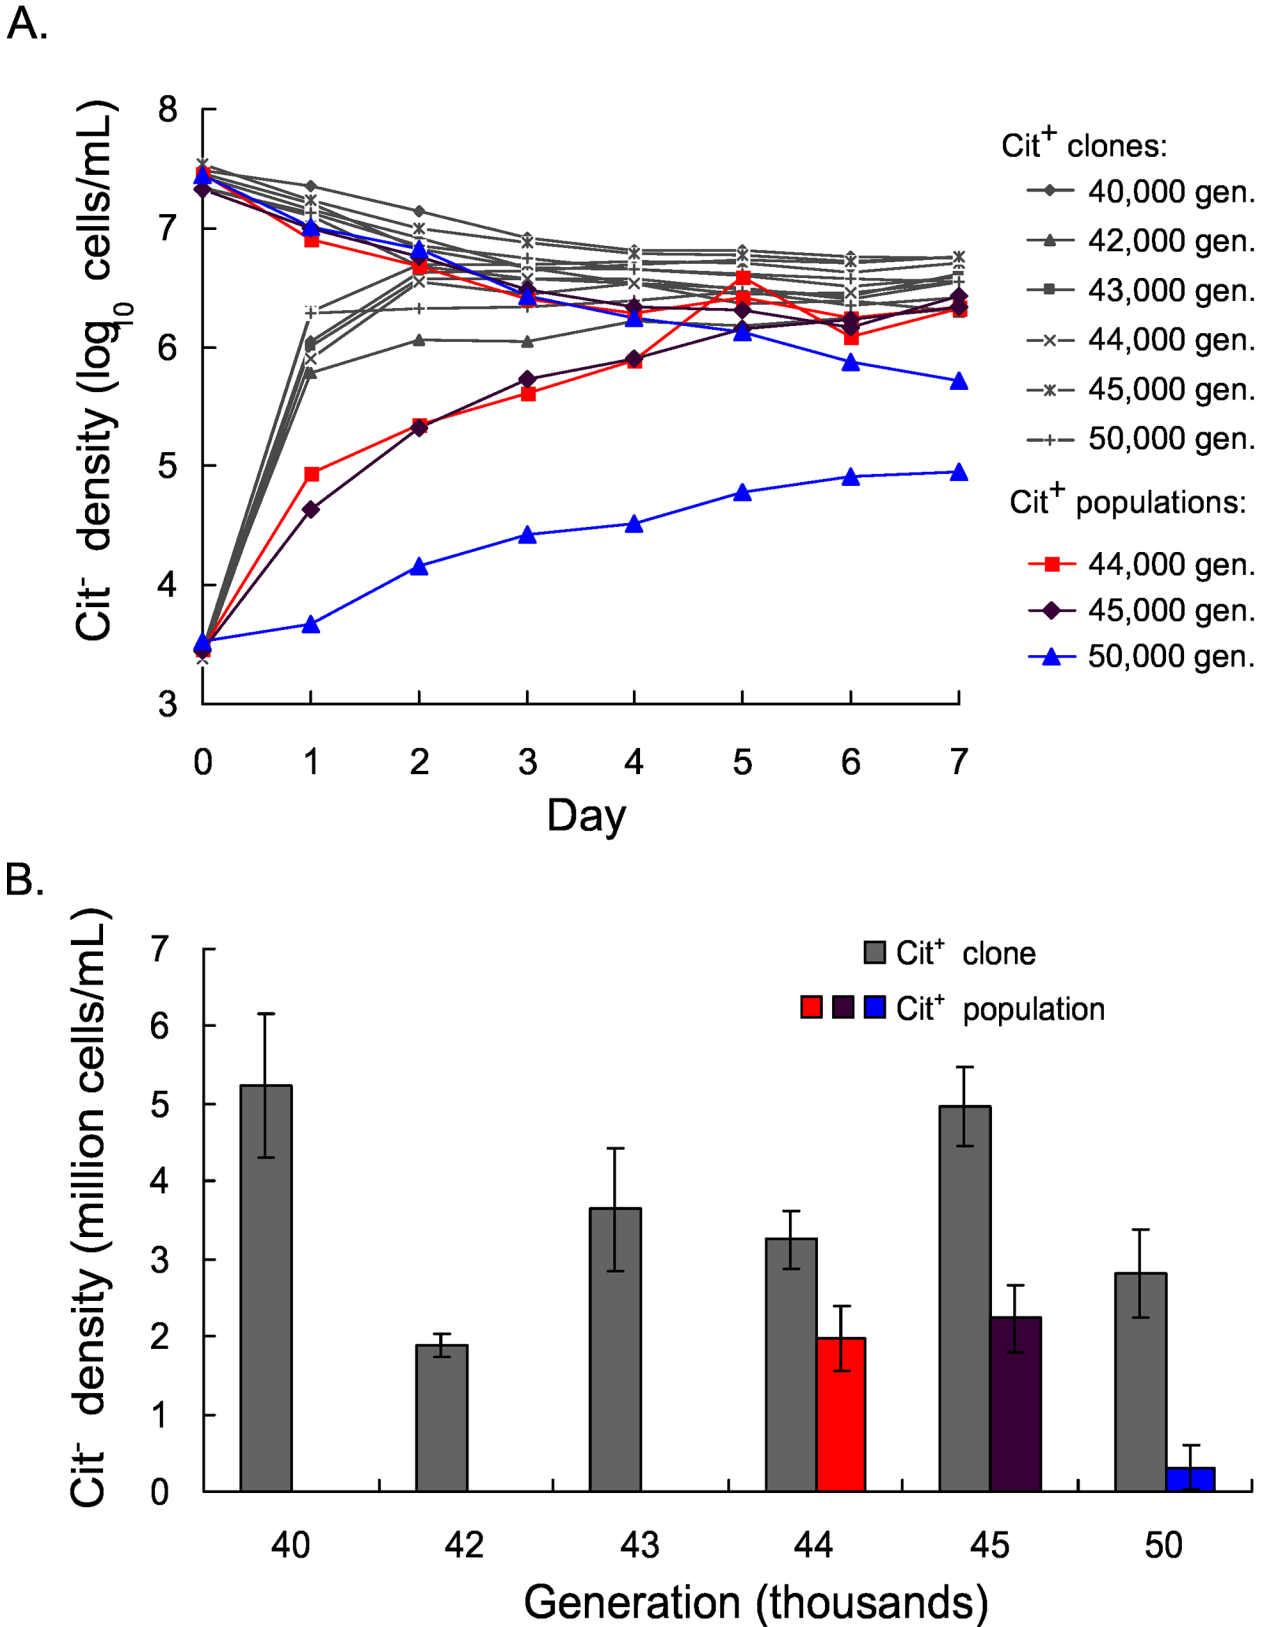 A.
Cit⁻ density (log₁₀ cells/mL)
8
7
6
5
4
3
0 1 2 3 4 5 6 7
Day
Cit⁺ clones:
40,000 gen.
42,000 gen.
43,000 gen.
44,000 gen.
45,000 gen.
50,000 gen.
Cit⁺ populations:
44,000 gen.
45,000 gen.
50,000 gen.
B.
Cit⁻ density (million cells/mL)
7
6
5
4
3
2
1
0
Cit⁺ clone
Cit⁺ population
40 42 43 44 45 50
Generation (thousands)